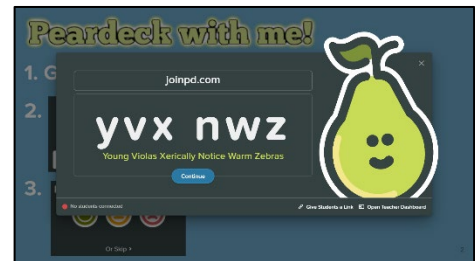 Peardeck with me!
1. G
Joinpd.com
2.
yvx nwz
Young Violas Xerically Notice Warm Zebras
Continue
3.
No students connected
Give Students a Link
Open Teacher Dashboard
Or Skip >